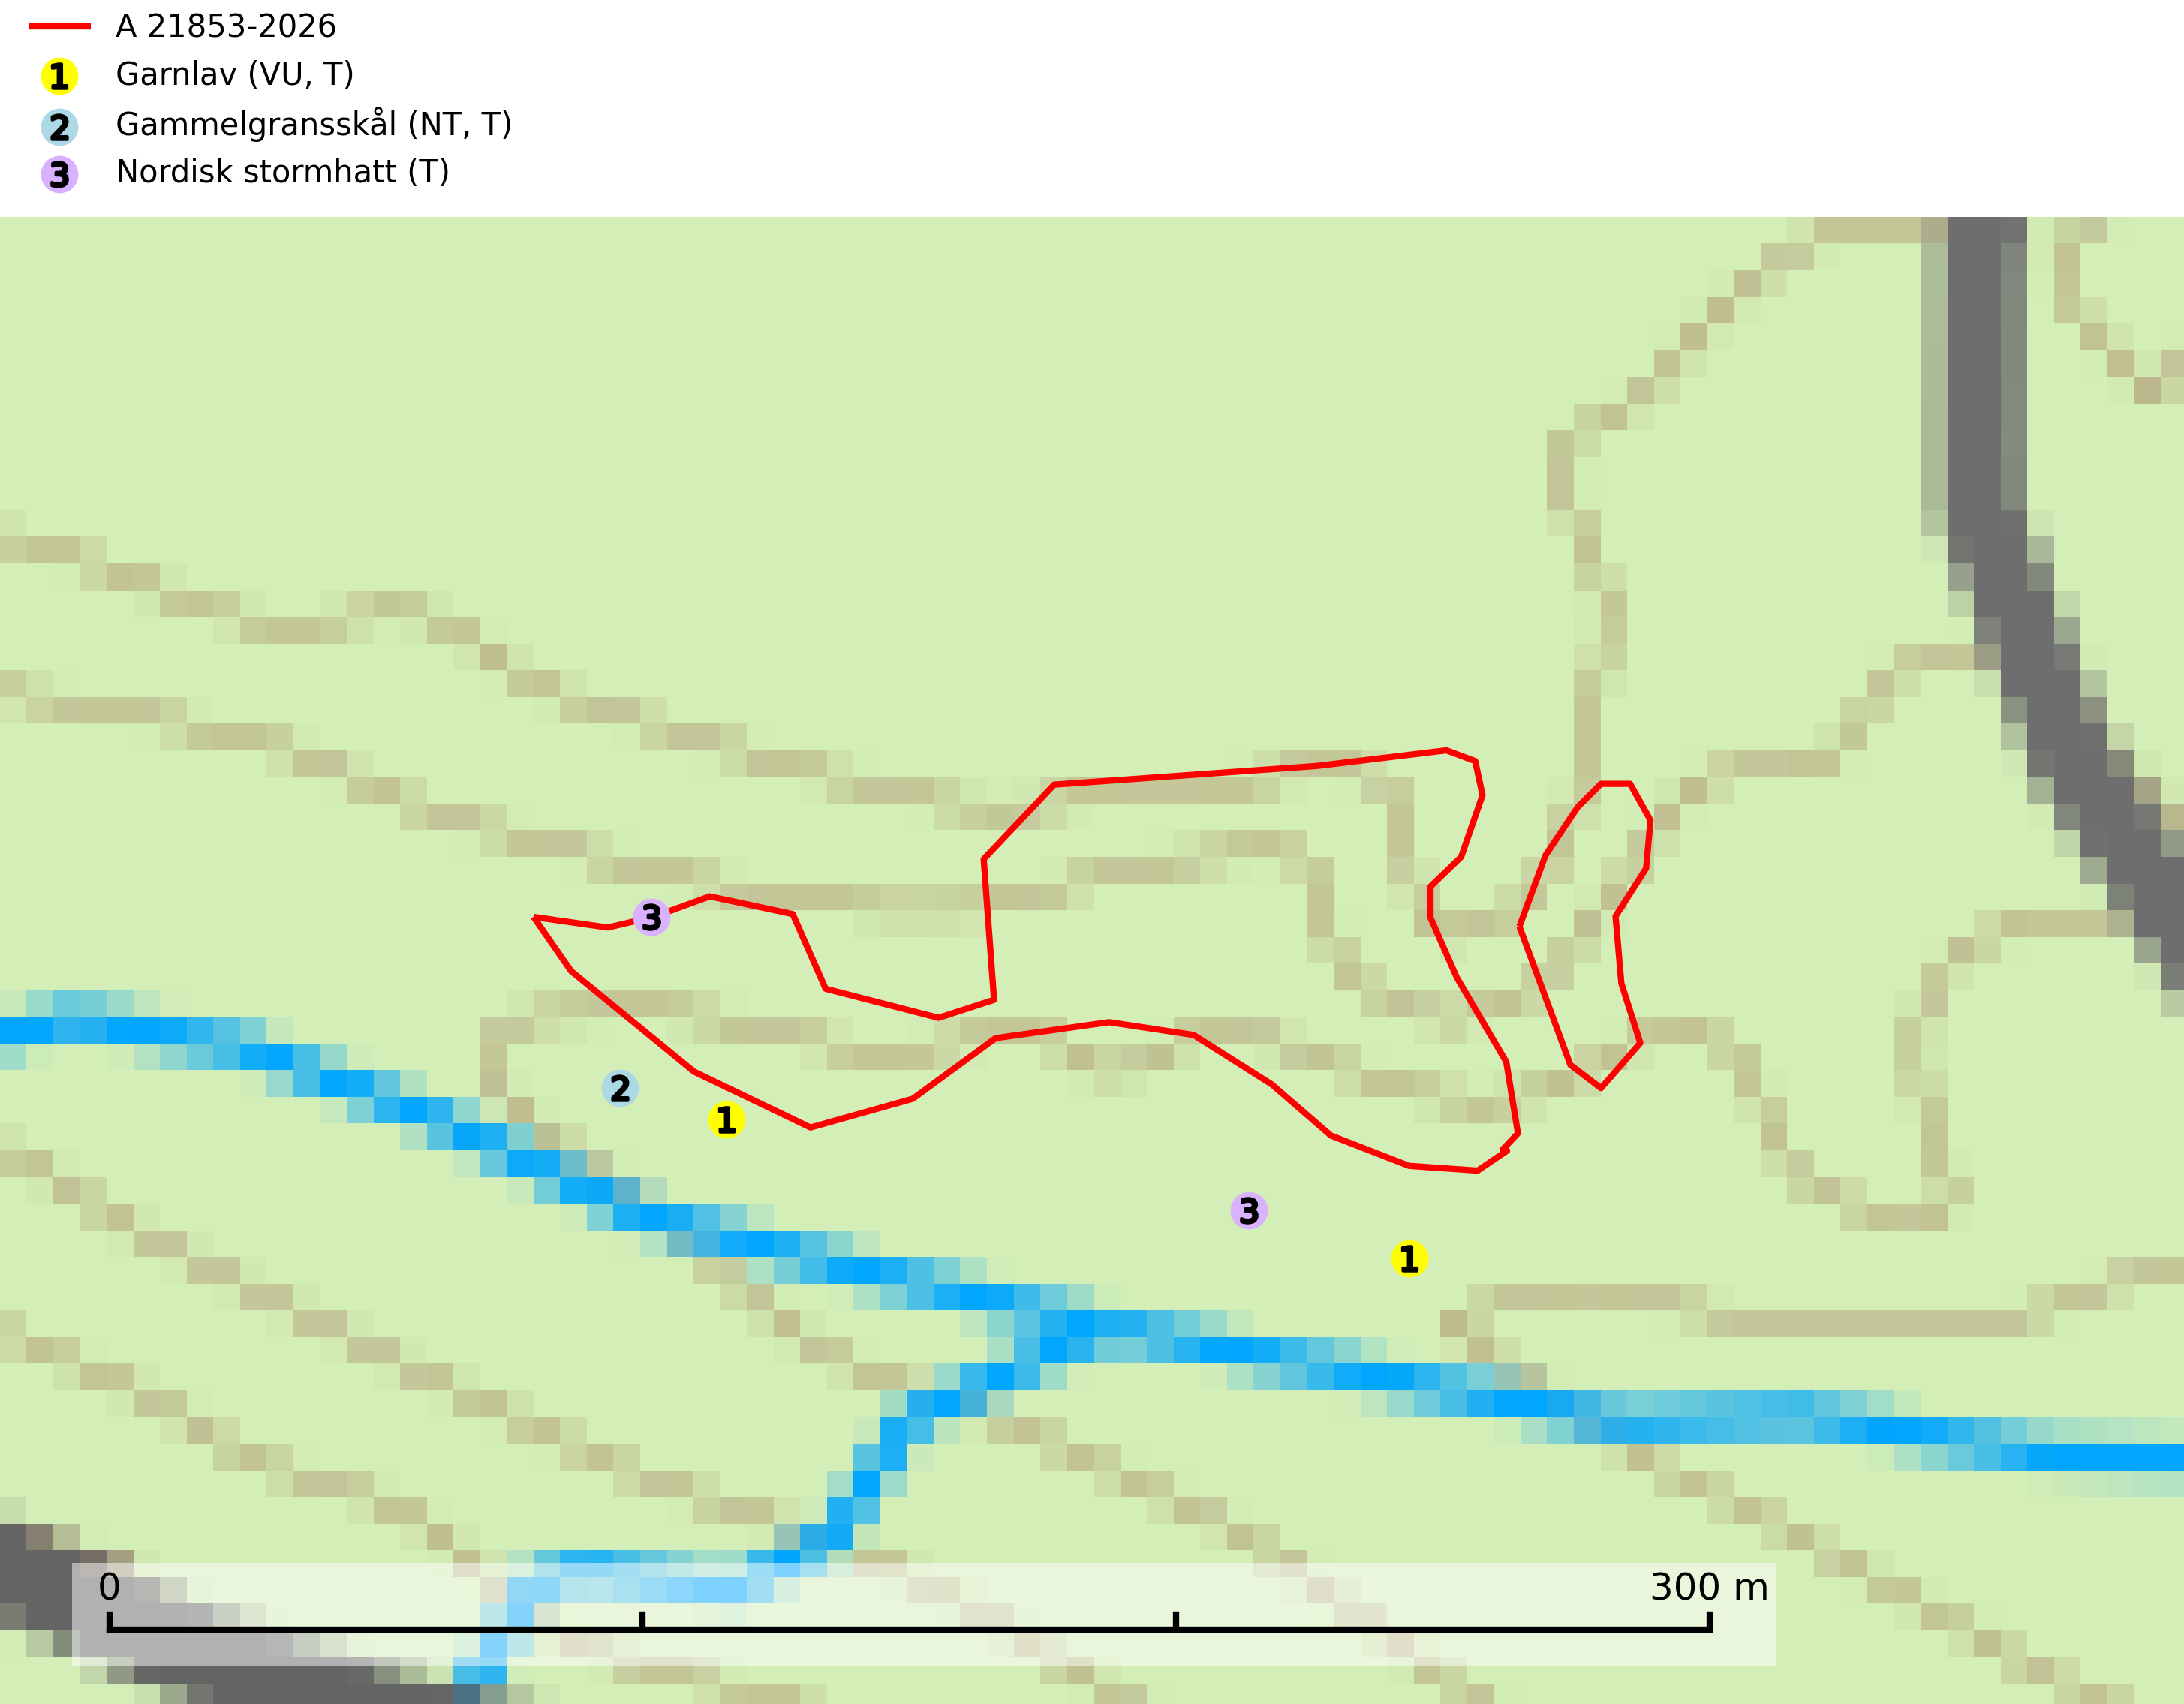 A 21853-2026
1 Garnlav (VU, T)
2 Gammelgransskål (NT, T)
3 Nordisk stormhatt (T)
3
2
1
3
1
0 300 m